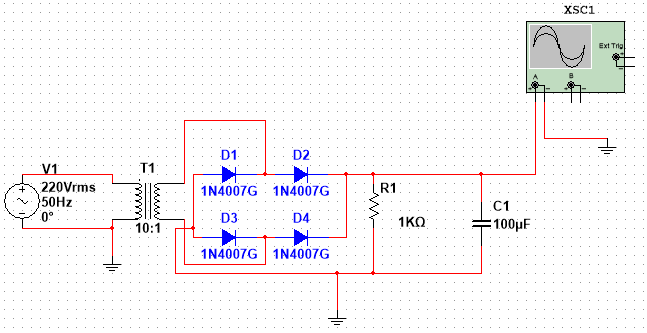 XSC1
Ext Trig
+
-
A
B
+ - + -
V1
220Vrms
50Hz
0°
T1
10:1
D1
1N4007G
D2
1N4007G
D3
1N4007G
D4
1N4007G
R1
1KΩ
C1
100µF